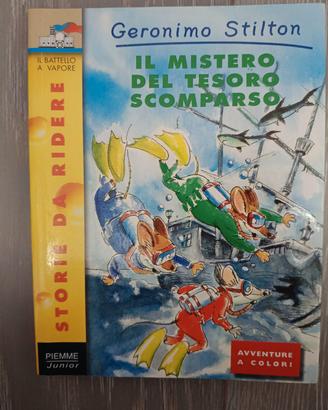 IL BATTELLO
A VAPORE
Geronimo Stilton
IL MISTERO
DEL TESORO
SCOMPARSO
STORIE DA RIDERE
PIEMME
Junior
AVVENTURE
A COLORI